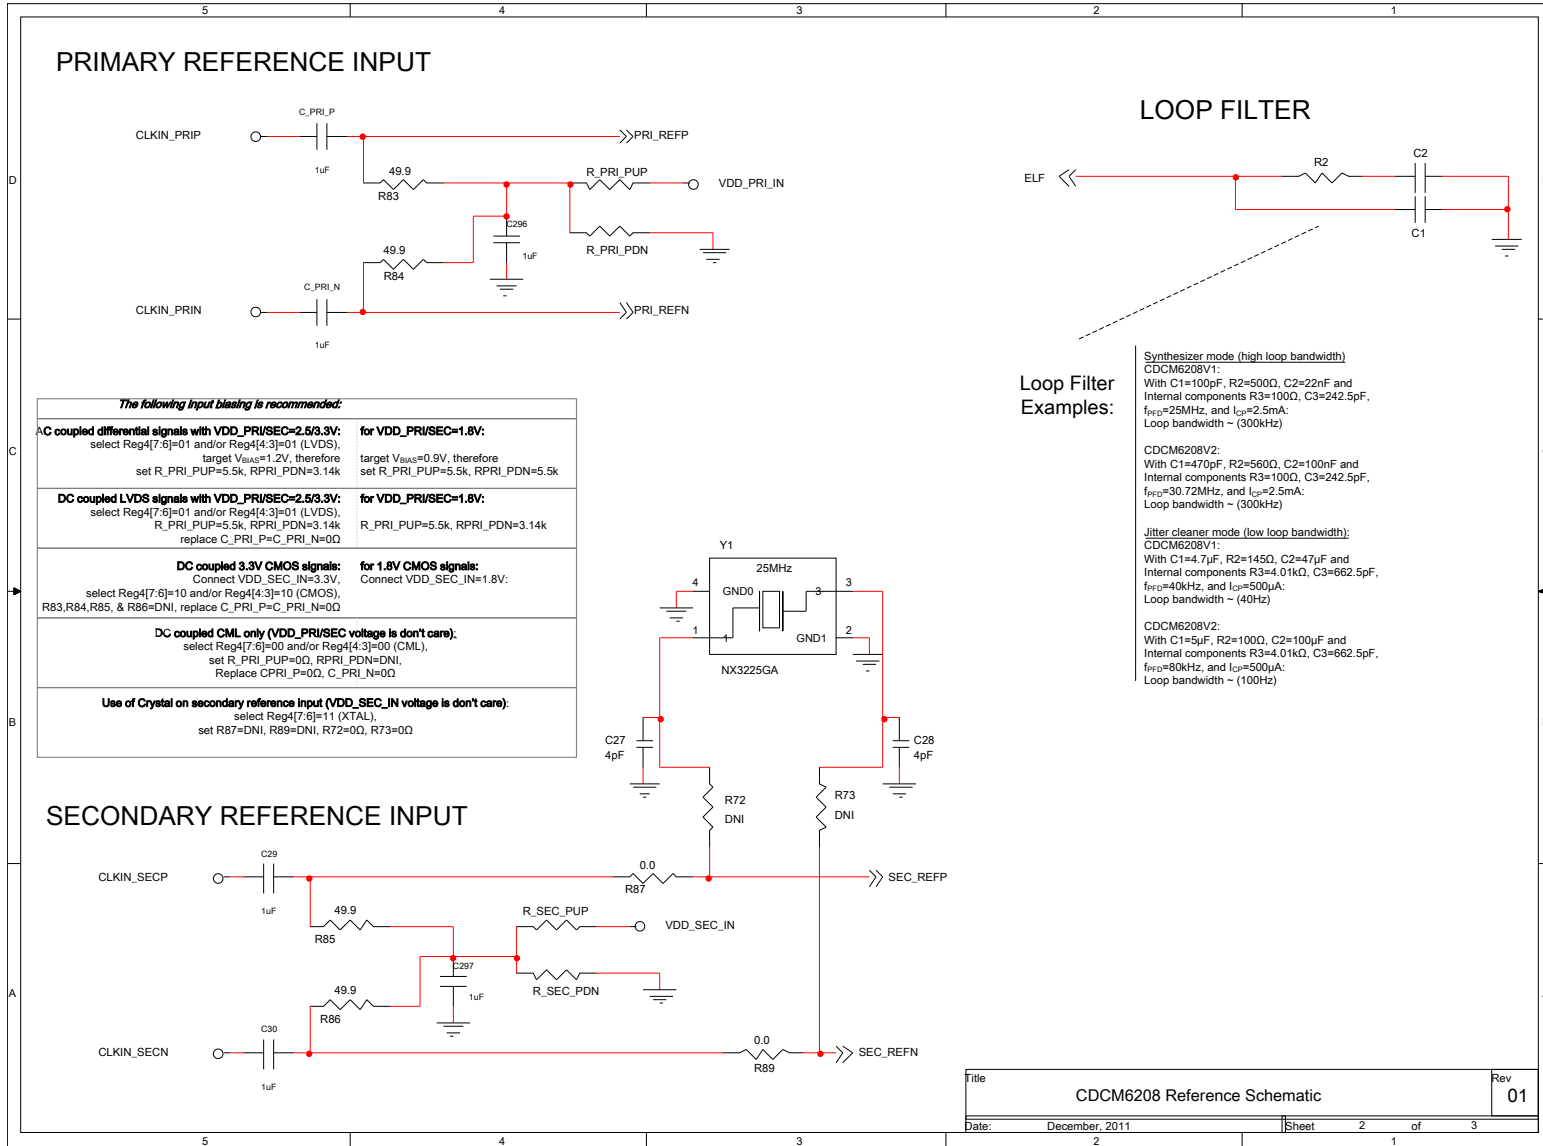 5 4 3 2 1
PRIMARY REFERENCE INPUT
C_PRI_P
CLKIN_PRIP
PRI_REFP
1uF
49.9
R83
R_PRI_PUP
VDD_PRI_IN
C296
1uF
R_PRI_PDN
49.9
R84
C_PRI_N
CLKIN_PRIN
PRI_REFN
1uF
LOOP FILTER
ELF
R2
C2
C1
D
C
B
A
Loop Filter
Examples:
Synthesizer mode (high loop bandwidth)
CDCM6208V1:
With C1=100pF, R2=500Ω, C2=22nF and
Internal components R3=100Ω, C3=242.5pF,
fPFD=25MHz, and ICP=2.5mA:
Loop bandwidth ~ (300kHz)
CDCM6208V2:
With C1=470pF, R2=560Ω, C2=100nF and
Internal components R3=100Ω, C3=242.5pF,
fPFD=30.72MHz, and ICP=2.5mA:
Loop bandwidth ~ (300kHz)
Jitter cleaner mode (low loop bandwidth):
CDCM6208V1:
With C1=4.7µF, R2=145Ω, C2=47µF and
Internal components R3=4.01kΩ, C3=662.5pF,
fPFD=40kHz, and ICP=500µA:
Loop bandwidth ~ (40Hz)
CDCM6208V2:
With C1=5µF, R2=100Ω, C2=100µF and
Internal components R3=4.01kΩ, C3=662.5pF,
fPFD=80kHz, and ICP=500µA:
Loop bandwidth ~ (100Hz)
The following input biasing is recommended:
AC coupled differential signals with VDD_PRI/SEC=2.5/3.3V: for VDD_PRI/SEC=1.8V:
select Reg4[7:6]=01 and/or Reg4[4:3]=01 (LVDS),
target VBIAS=1.2V, therefore target VBIAS=0.9V, therefore
set R_PRI_PUP=5.5k, RPRI_PDN=3.14k set R_PRI_PUP=5.5k, RPRI_PDN=5.5k
DC coupled LVDS signals with VDD_PRI/SEC=2.5/3.3V: for VDD_PRI/SEC=1.8V:
select Reg4[7:6]=01 and/or Reg4[4:3]=01 (LVDS),
R_PRI_PUP=5.5k, RPRI_PDN=3.14k R_PRI_PUP=5.5k, RPRI_PDN=3.14k
replace C_PRI_P=C_PRI_N=0Ω
DC coupled 3.3V CMOS signals: for 1.8V CMOS signals:
Connect VDD_SEC_IN=3.3V, Connect VDD_SEC_IN=1.8V:
select Reg4[7:6]=10 and/or Reg4[4:3]=10 (CMOS),
R83,R84,R85, & R86=DNI, replace C_PRI_P=C_PRI_N=0Ω
DC coupled CML only (VDD_PRI/SEC voltage is don't care):
select Reg4[7:6]=00 and/or Reg4[4:3]=00 (CML),
set R_PRI_PUP=0Ω, RPRI_PDN=DNI,
Replace CPRI_P=0Ω, C_PRI_N=0Ω
Use of Crystal on secondary reference input (VDD_SEC_IN voltage is don't care):
select Reg4[7:6]=11 (XTAL),
set R87=DNI, R89=DNI, R72=0Ω, R73=0Ω
Y1
25MHz
4
GND0
3
3
1
1
GND1
2
NX3225GA
C27
4pF
C28
4pF
R72
DNI
R73
DNI
SECONDARY REFERENCE INPUT
C29
CLKIN_SECP
1uF
0.0
R87
SEC_REFP
49.9
R85
R_SEC_PUP
VDD_SEC_IN
C297
1uF
R_SEC_PDN
49.9
R86
C30
CLKIN_SECN
1uF
0.0
R89
SEC_REFN
Title
CDCM6208 Reference Schematic
Rev
01
Date: December, 2011 Sheet 2 of 3
5 4 3 2 1